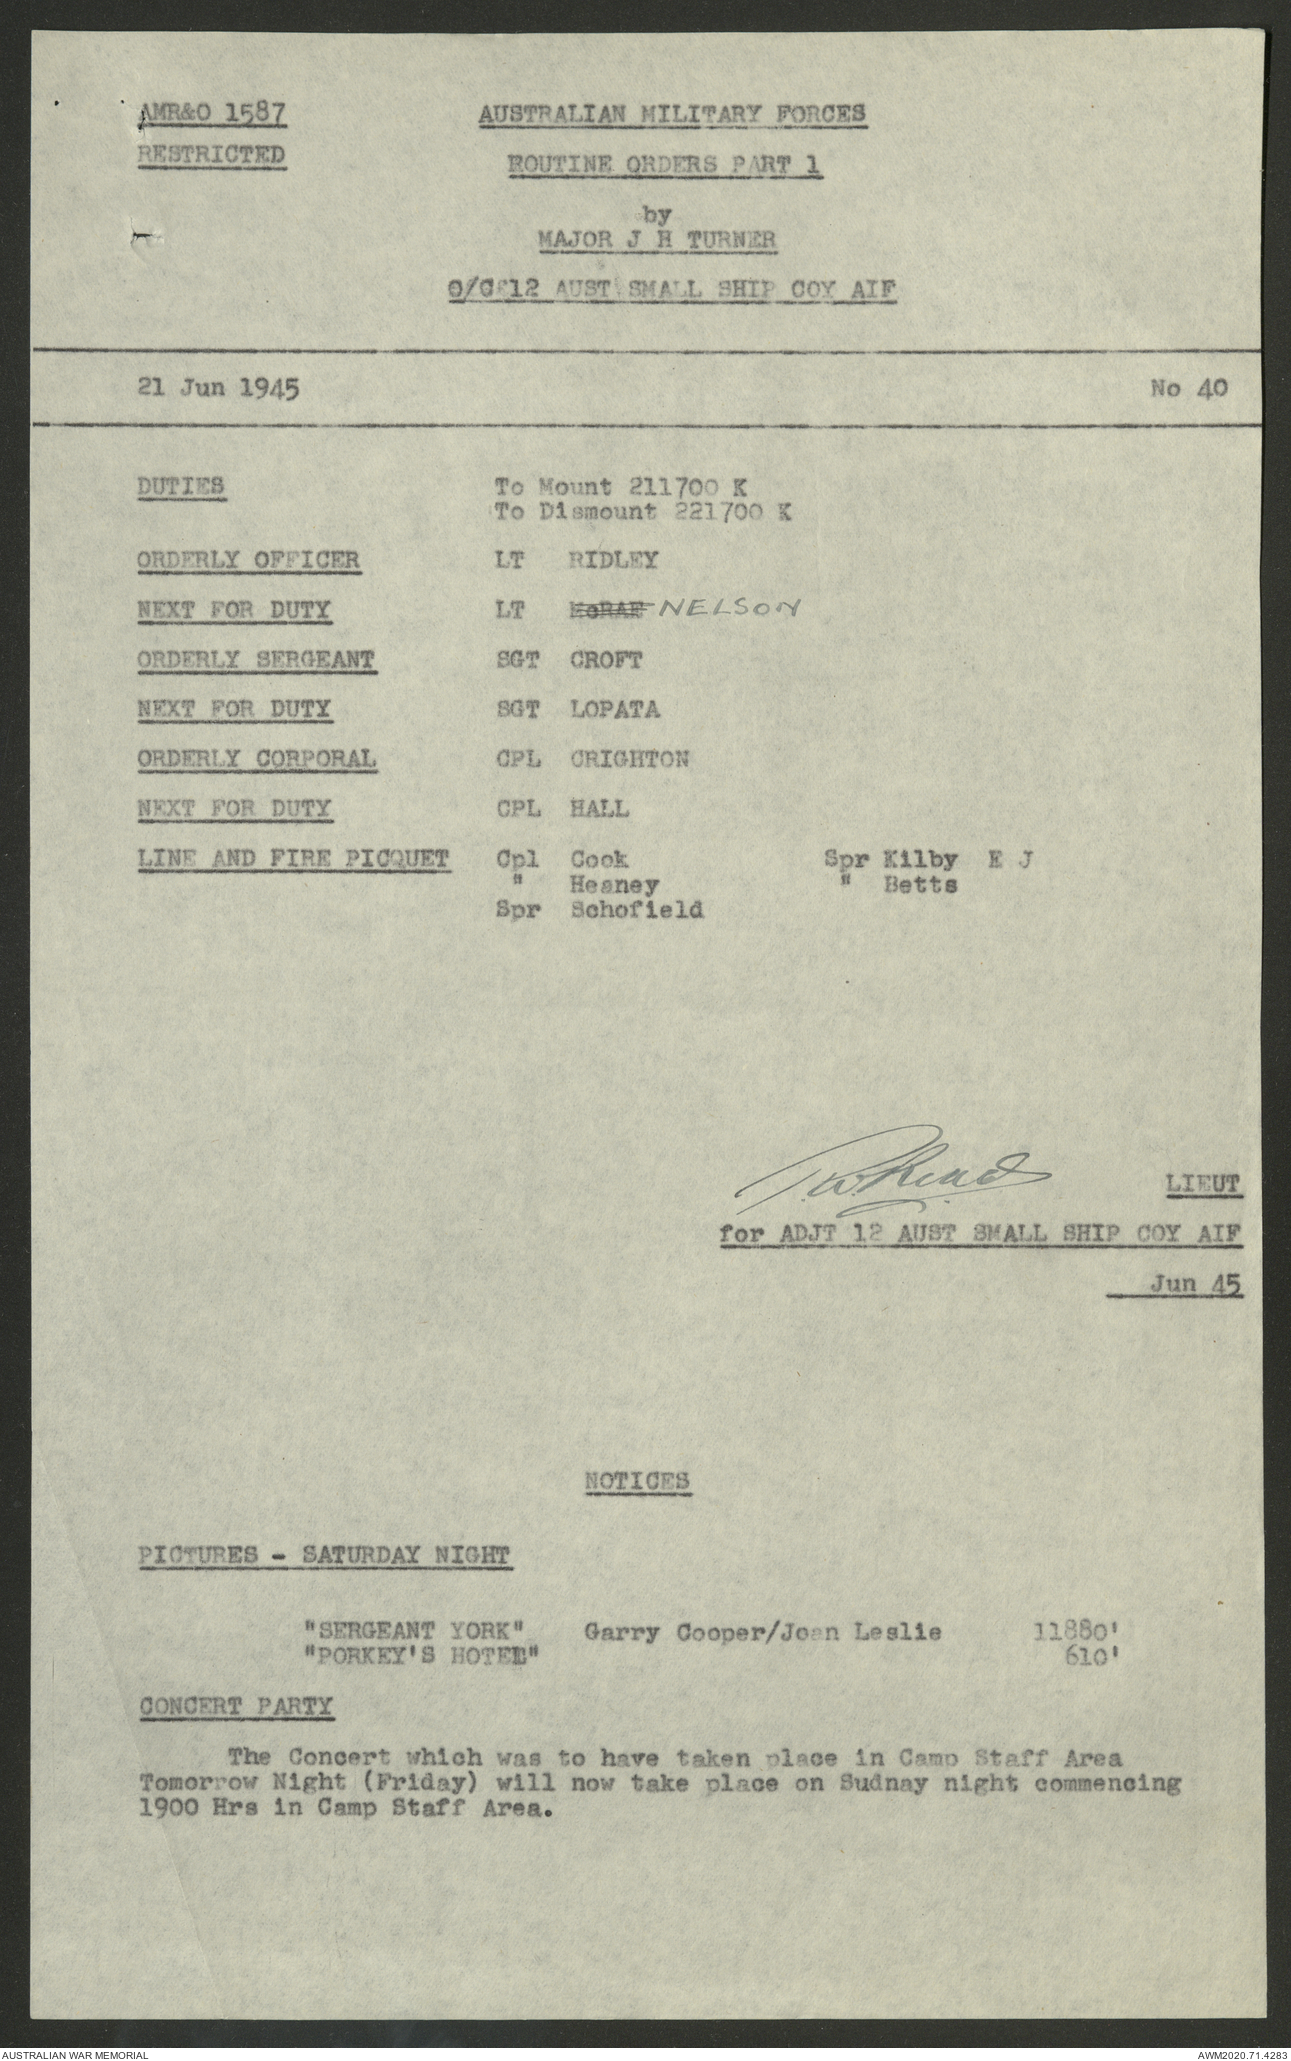 AMR&O 1587
AUSTRALIAN MILITARY FORCES
RESTRICTED
ROUTINE ORDERS PART 1
by
MAJOR J H TURNER
O/C 12 AUST SMALL SHIP COY AIF
21 Jun 1945 No 40
DUTIES To Mount 211700 K
To Dismount 221700 K
ORDERLY OFFICER LT RIDLEY
NEXT FOR DUTY LT McRAE NELSON
ORDERLY SERGEANT SGT CROFT
NEXT FOR DUTY SGT LOPATA
ORDERLY CORPORAL CPL CRIGHTON
NEXT FOR DUTY CPL HALL
LINE AND FIRE PICQUET Cpl Cook Spr Kilby E J
" Heaney " Betts
Spr Schofield
LIEUT
for ADJT 12 AUST SMALL SHIP COY AIF
Jun 45
NOTICES
PICTURES - SATURDAY NIGHT
"SERGEANT YORK" Garry Cooper/Joan Leslie 11880'
"PORKEY'S HOTEL" 610'
CONCERT PARTY
The Concert which was to have taken place in Camp Staff Area
Tomorrow Night (Friday) will now take place on Sudnay night commencing
1900 Hrs in Camp Staff Area.
AUSTRALIAN WAR MEMORIAL AWM2020.71.4283